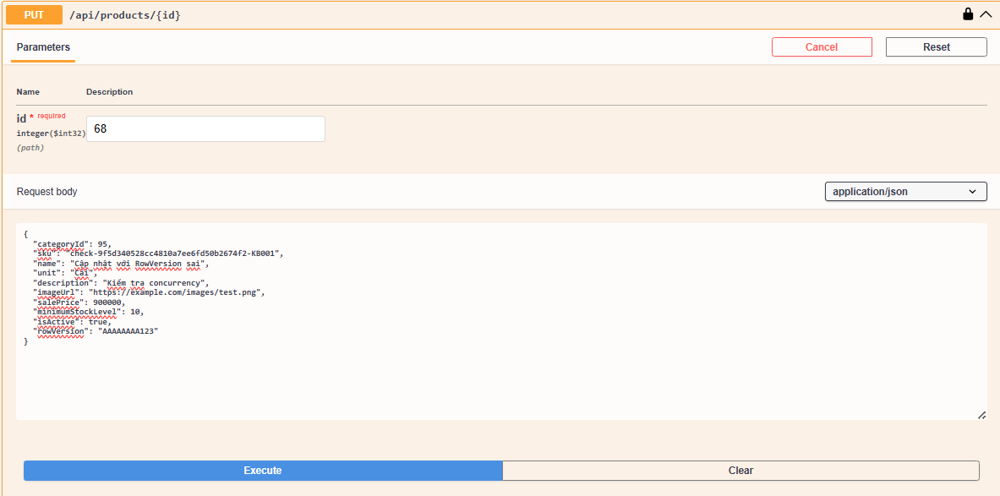 PUT /api/products/{id}
Parameters
Cancel
Reset
Name Description
id * required
integer($int32)
(path)
68
Request body
application/json
{
"categoryId": 95,
"sku": "check-9f5d340528cc4810a7ee6fd50b2674f2-KB001",
"name": "Cập nhật với RowVersion sai",
"unit": "Cái",
"description": "Kiểm tra concurrency",
"imageUrl": "https://example.com/images/test.png",
"salePrice": 900000,
"minimumStockLevel": 10,
"isActive": true,
"rowVersion": "AAAAAAAA123"
}
Execute
Clear